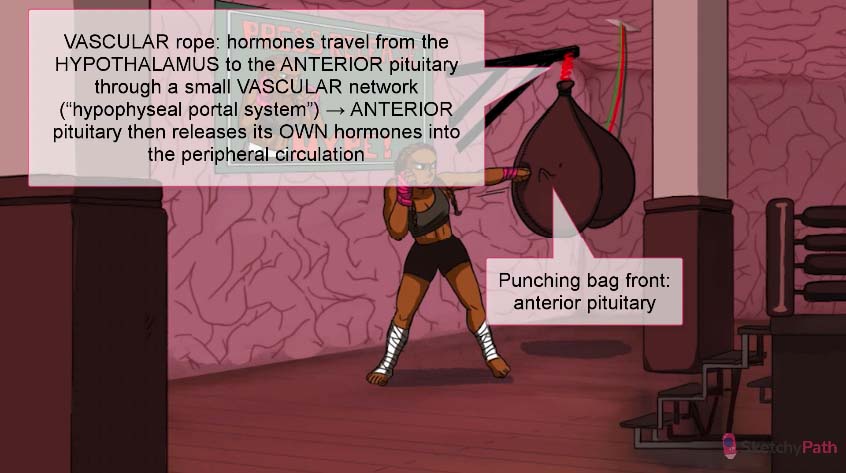 VASCULAR rope: hormones travel from the
HYPOTHALAMUS to the ANTERIOR pituitary
through a small VASCULAR network
(“hypophyseal portal system”) → ANTERIOR
pituitary then releases its OWN hormones into
the peripheral circulation
Punching bag front:
anterior pituitary
SketchyPath